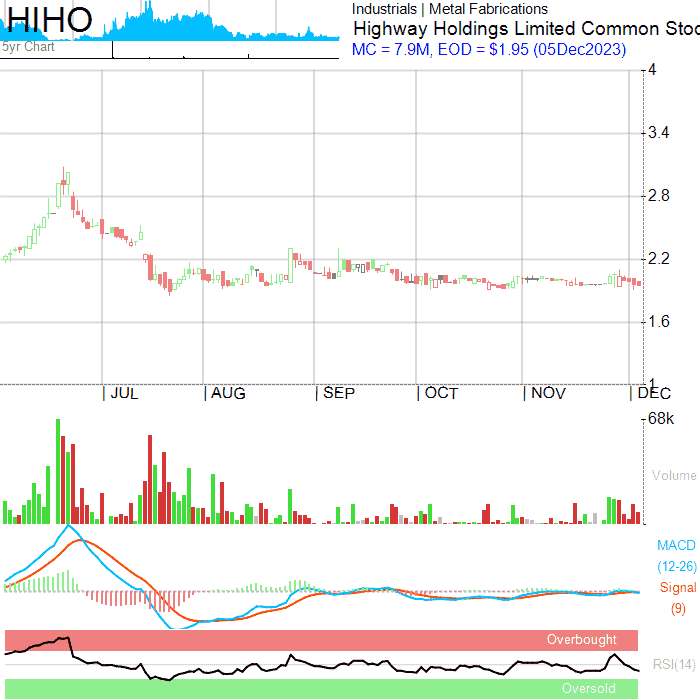 HIHO
5yr Chart
Industrials | Metal Fabrications
Highway Holdings Limited Common Stoc
MC = 7.9M, EOD = $1.95 (05Dec2023)
4
3.4
2.8
2.2
1.6
1
| JUL | AUG | SEP | OCT | NOV | DEC
68k
Volume
MACD
(12-26)
Signal
(9)
Overbought
RSI(14)
Oversold